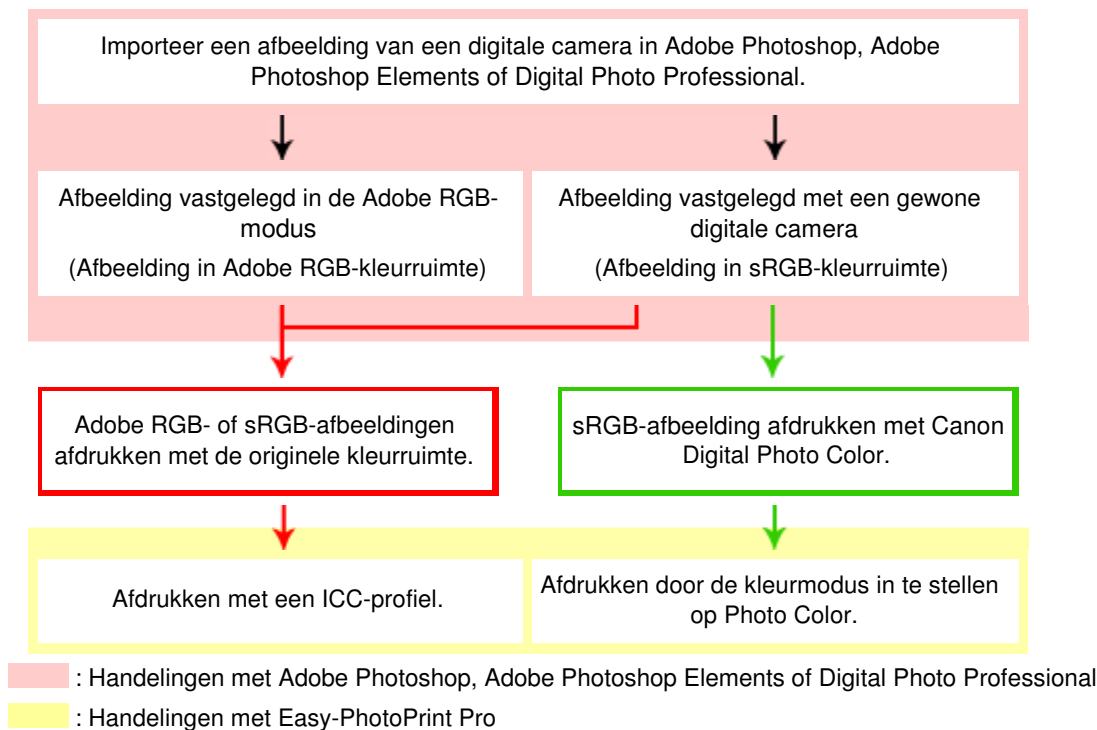 Importeer een afbeelding van een digitale camera in Adobe Photoshop, Adobe
Photoshop Elements of Digital Photo Professional.
Afbeelding vastgelegd in de Adobe RGB-
modus
(Afbeelding in Adobe RGB-kleurruimte)
Afbeelding vastgelegd met een gewone
digitale camera
(Afbeelding in sRGB-kleurruimte)
Adobe RGB- of sRGB-afbeeldingen
afdrukken met de originele kleurruimte.
sRGB-afbeelding afdrukken met Canon
Digital Photo Color.
Afdrukken met een ICC-profiel.
Afdrukken door de kleurmodus in te stellen
op Photo Color.
: Handelingen met Adobe Photoshop, Adobe Photoshop Elements of Digital Photo Professional
: Handelingen met Easy-PhotoPrint Pro